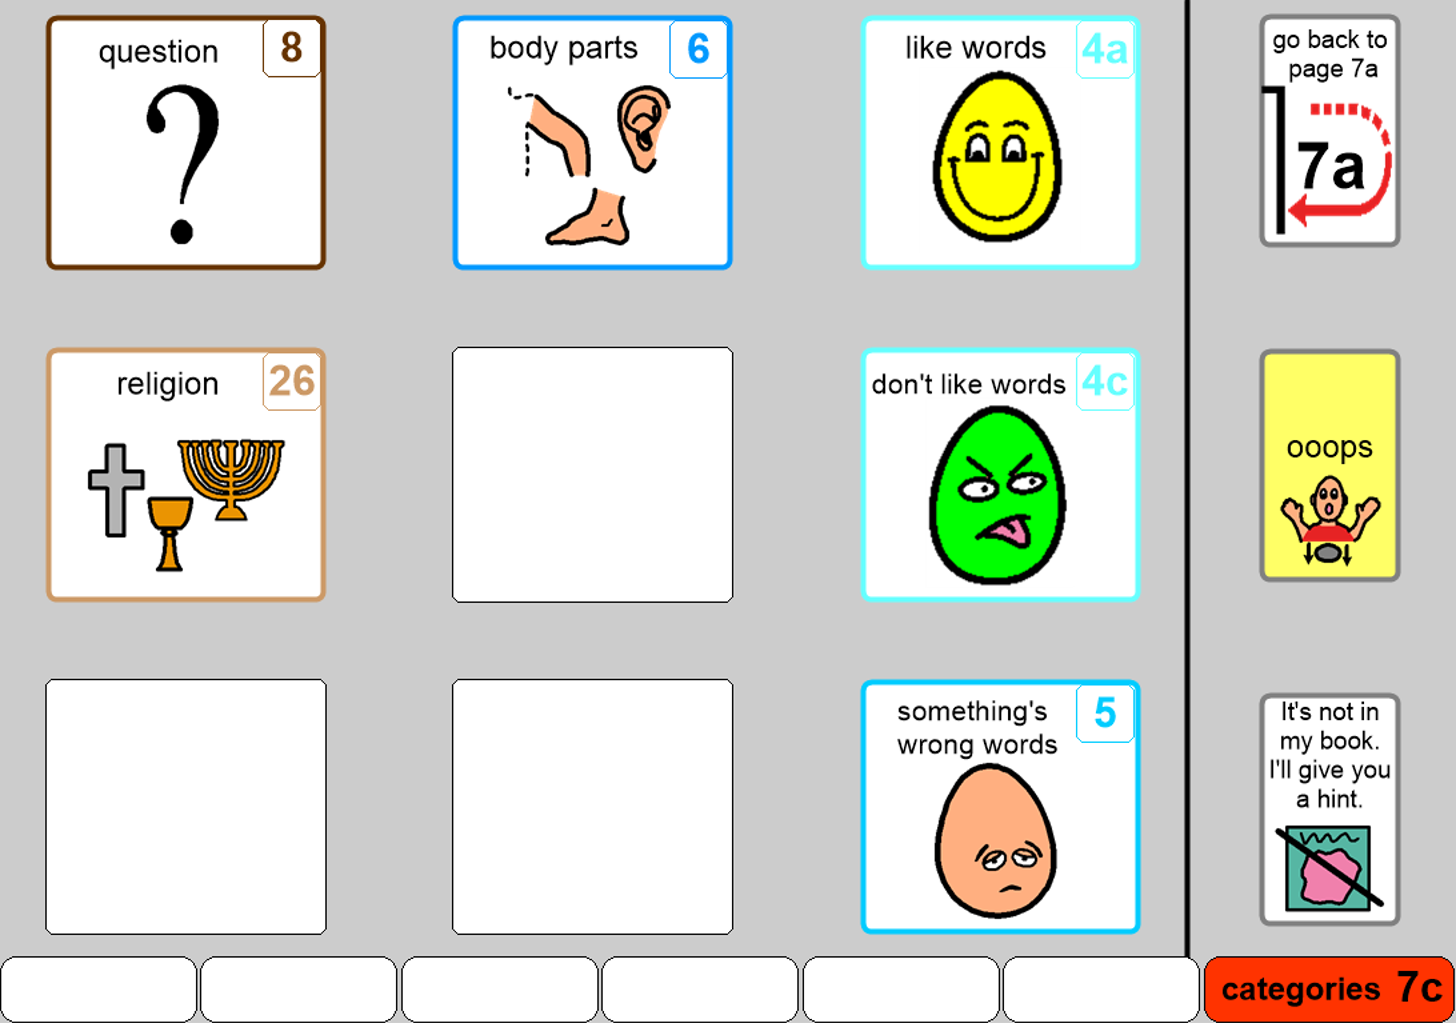 question 8
?
body parts 6
like words 4a
go back to
page 7a
7a
religion 26
don't like words 4c
ooops
something's 5
wrong words
It's not in
my book.
I'll give you
a hint.
categories 7c